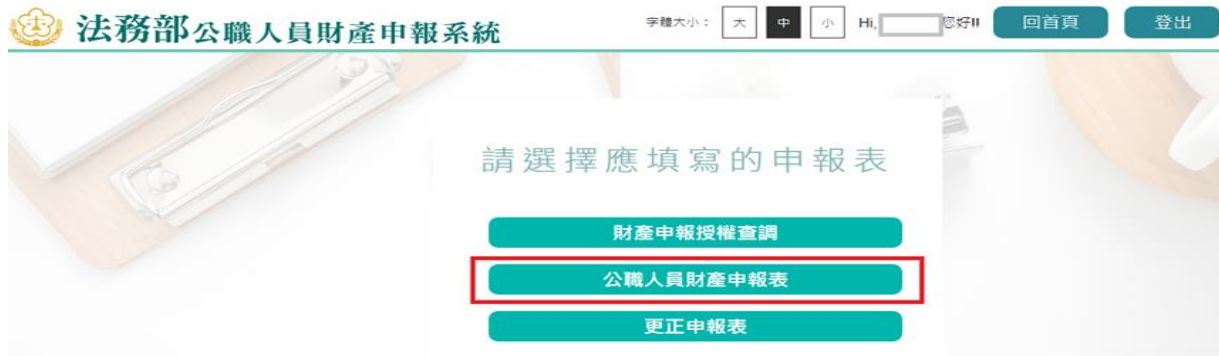 法務部公職人員財產申報系統
字體大小： 大 中 小 Hi, 您好!! 回首頁 登出
請選擇應填寫的申報表
財產申報授權查調
公職人員財產申報表
更正申報表